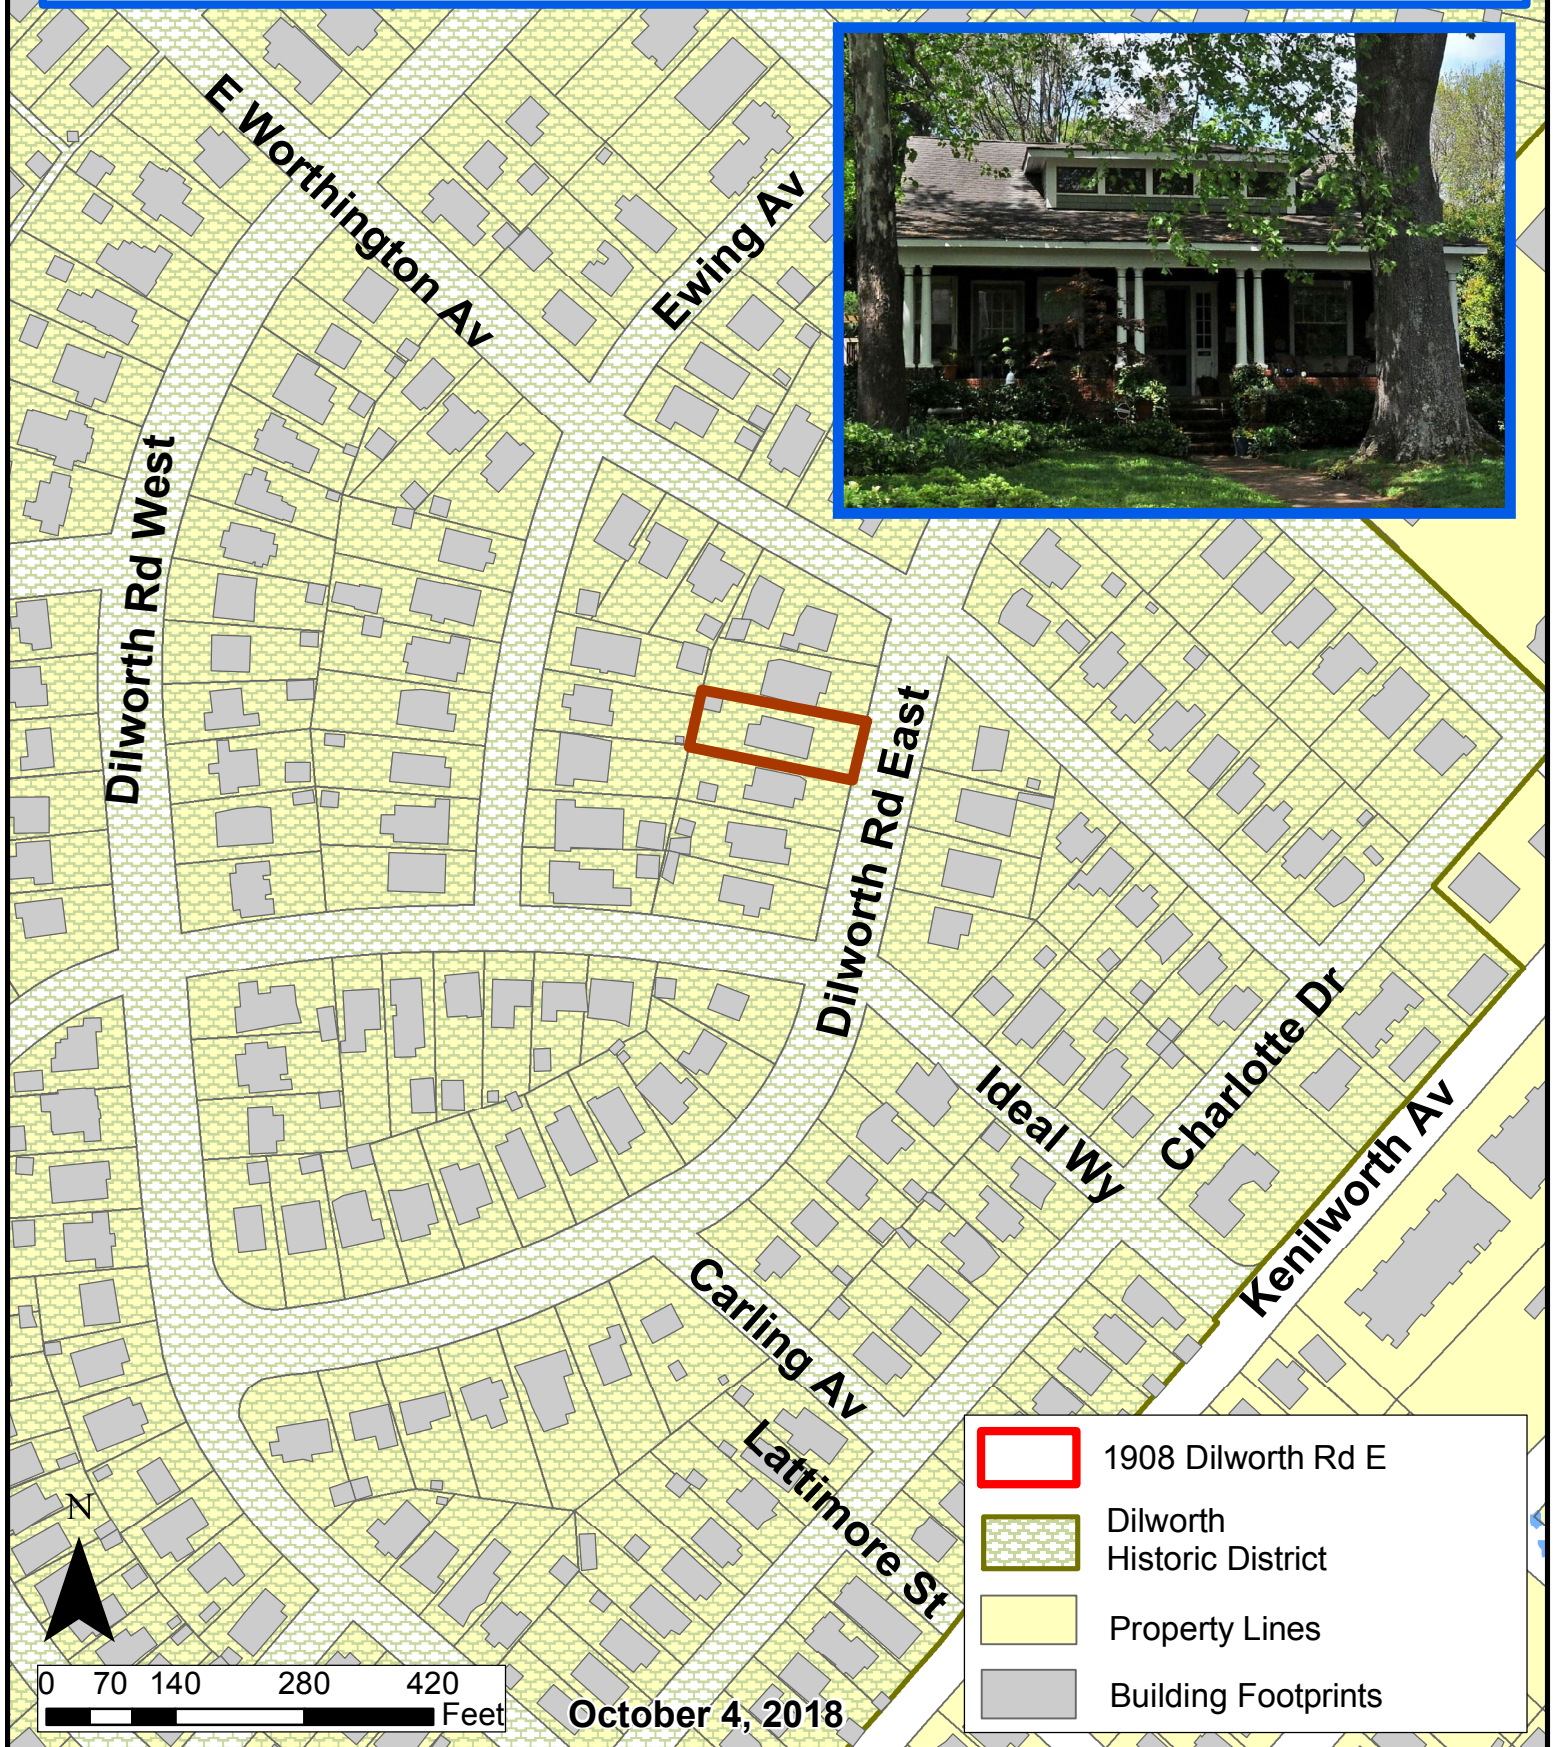 E Worthington Av
Ewing Av
Dilworth Rd West
Dilworth Rd East
Ideal Wy
Charlotte Dr
Kenilworth Av
Carling Av
Lattimore St
N
0 70 140 280 420
Feet
October 4, 2018
1908 Dilworth Rd E
Dilworth
Historic District
Property Lines
Building Footprints